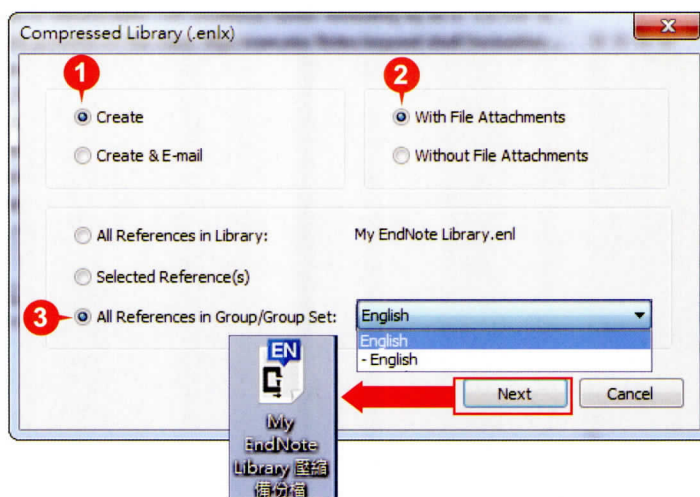 Compressed Library (.enlx)
x
1
2
Create
With File Attachments
Create & E-mail
Without File Attachments
All References in Library:
My EndNote Library.enl
Selected Reference(s)
3
All References in Group/Group Set:
English
English
- English
EN
Next
Cancel
My
EndNote
Library 壓縮
備份檔